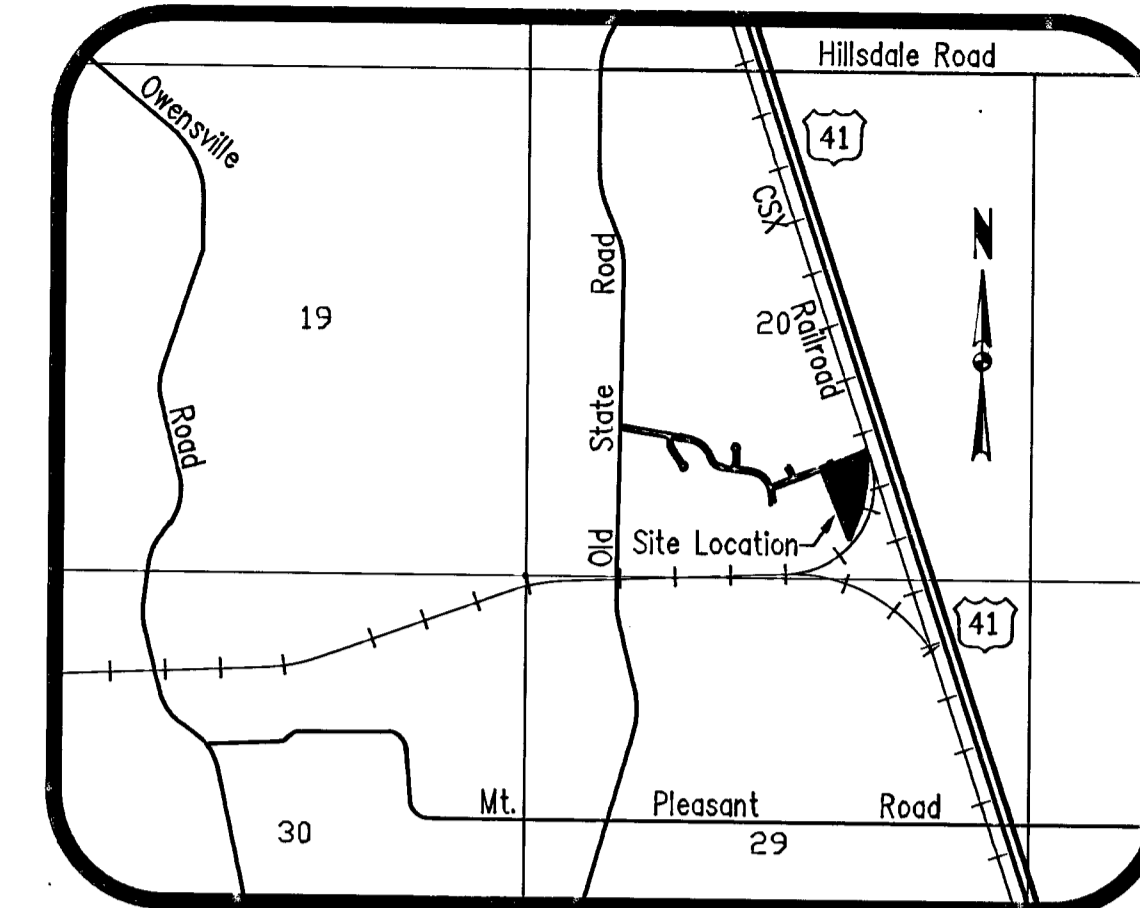 Hillsdale Road
Owensville
Road
41
CSX
Railroad
N
19
20
Old State Road
Site Location
41
Mt. Pleasant Road
30
29